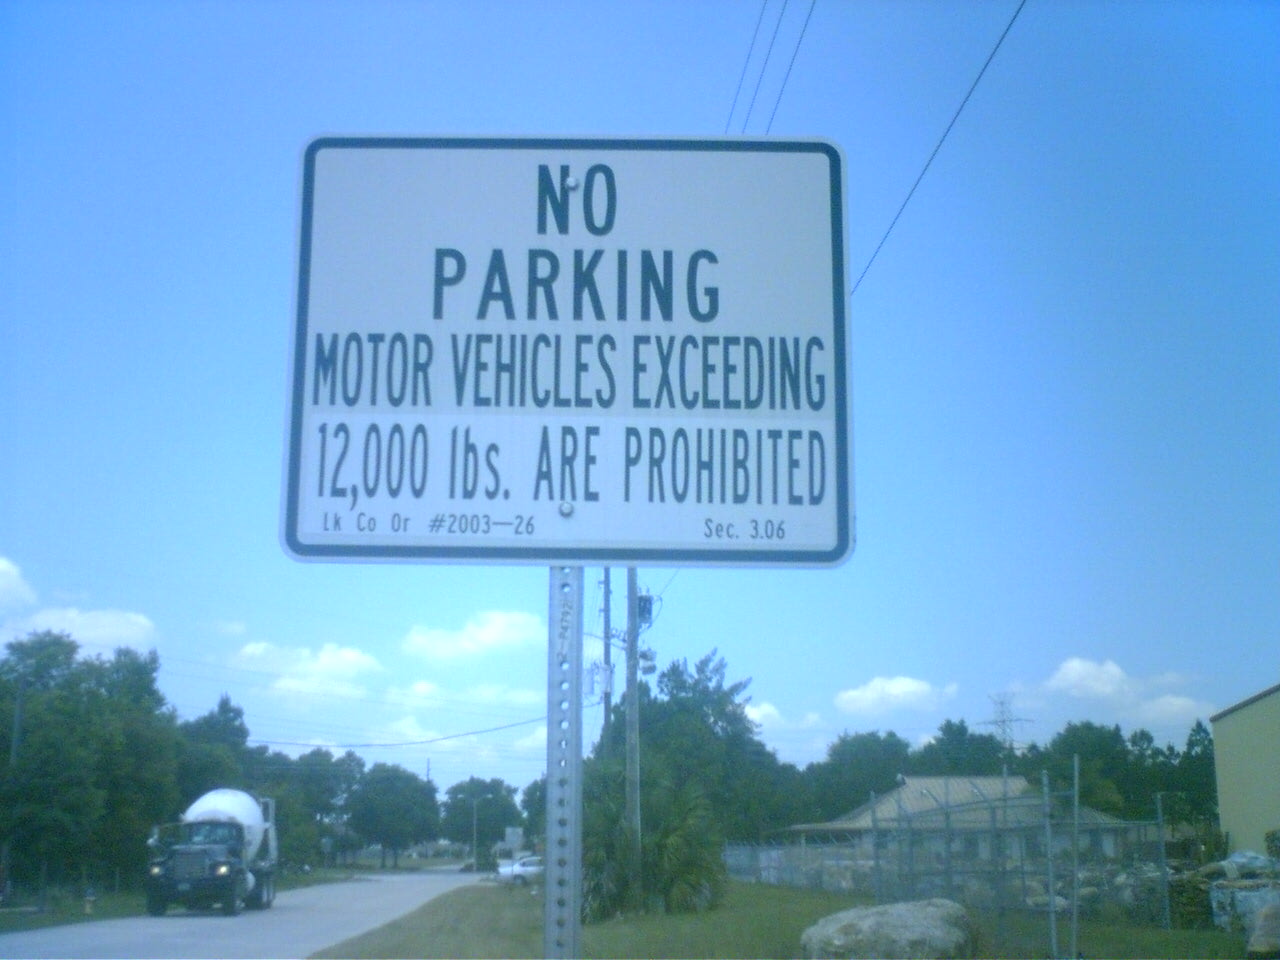 NO
PARKING
MOTOR VEHICLES EXCEEDING
12,000 lbs. ARE PROHIBITED
Lk Co Or #2003—26 Sec. 3.06